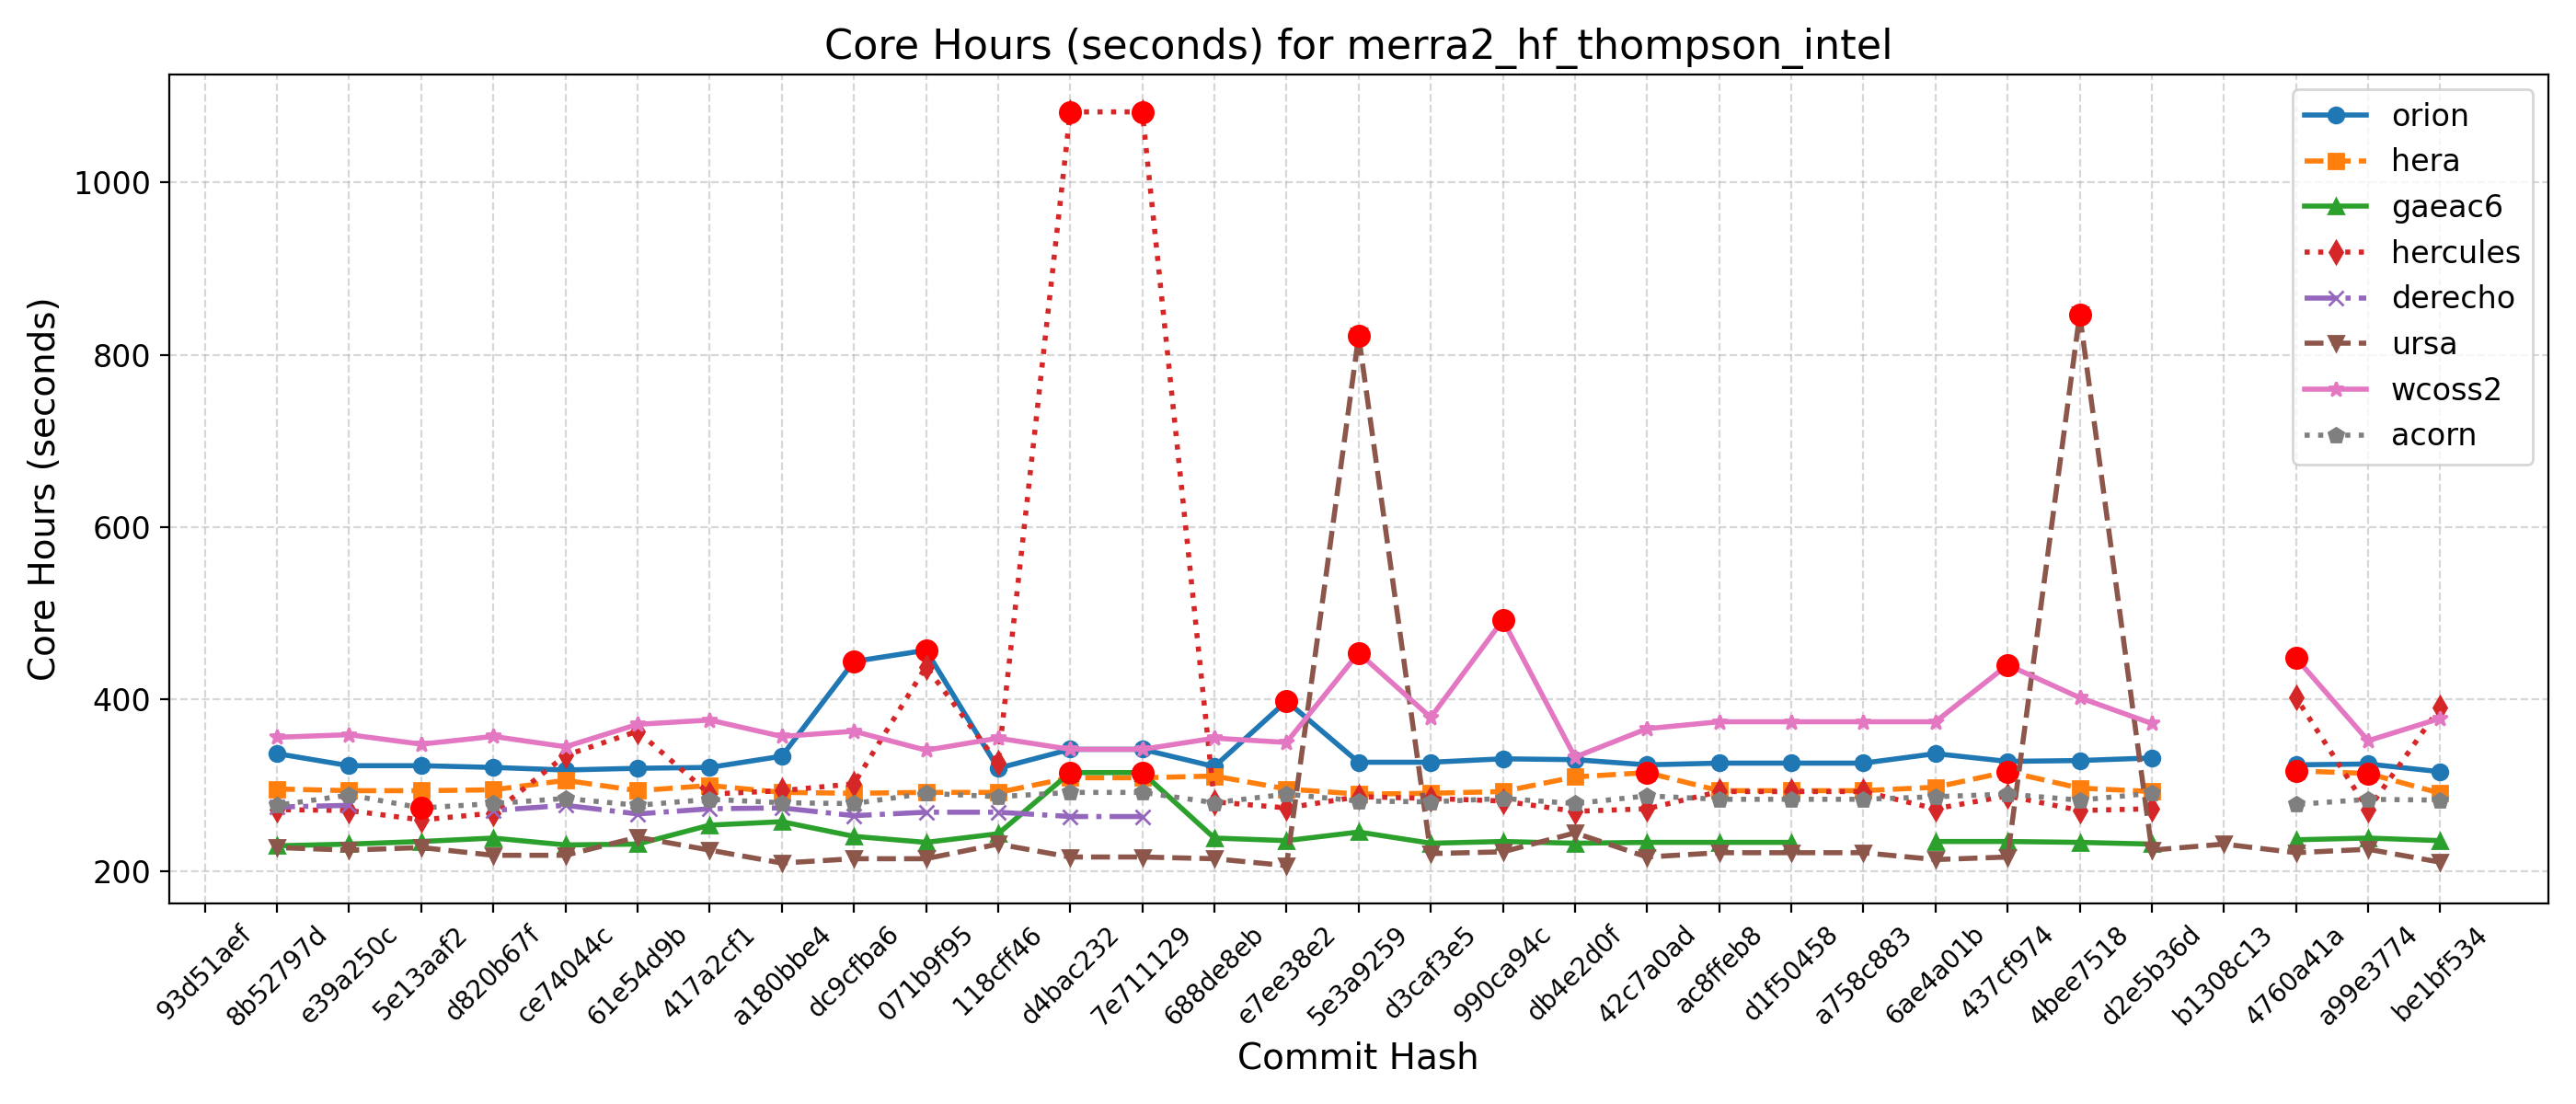 Core Hours (seconds) for merra2_hf_thompson_intel
Core Hours (seconds)
1000
800
600
400
200
orion
hera
gaeac6
hercules
derecho
ursa
wcoss2
acorn
93d51aef
8b52797d
e39a250c
5e13aaf2
d820b67f
ce74044c
61e54d9b
417a2cf1
a180bbe4
dc9cfba6
071b9f95
118cff46
d4bac232
7e711129
688de8eb
e7ee38e2
5e3a9259
d3caf3e5
990ca94c
db4e2d0f
42c7a0ad
ac8ffeb8
d1f50458
a758c883
6ae4a01b
437cf974
4bee7518
d2e5b36d
b1308c13
4760a41a
a99e3774
be1bf534
Commit Hash